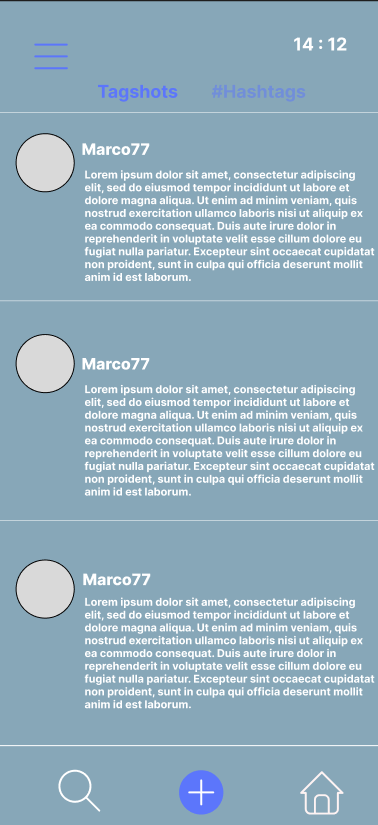 14 : 12
Tagshots #Hashtags
Marco77
Lorem ipsum dolor sit amet, consectetur adipiscing
elit, sed do eiusmod tempor incididunt ut labore et
dolore magna aliqua. Ut enim ad minim veniam, quis
nostrud exercitation ullamco laboris nisi ut aliquip ex
ea commodo consequat. Duis aute irure dolor in
reprehenderit in voluptate velit esse cillum dolore eu
fugiat nulla pariatur. Excepteur sint occaecat cupidatat
non proident, sunt in culpa qui officia deserunt mollit
anim id est laborum.
Marco77
Lorem ipsum dolor sit amet, consectetur adipiscing
elit, sed do eiusmod tempor incididunt ut labore et
dolore magna aliqua. Ut enim ad minim veniam, quis
nostrud exercitation ullamco laboris nisi ut aliquip ex
ea commodo consequat. Duis aute irure dolor in
reprehenderit in voluptate velit esse cillum dolore eu
fugiat nulla pariatur. Excepteur sint occaecat cupidatat
non proident, sunt in culpa qui officia deserunt mollit
anim id est laborum.
Marco77
Lorem ipsum dolor sit amet, consectetur adipiscing
elit, sed do eiusmod tempor incididunt ut labore et
dolore magna aliqua. Ut enim ad minim veniam, quis
nostrud exercitation ullamco laboris nisi ut aliquip ex
ea commodo consequat. Duis aute irure dolor in
reprehenderit in voluptate velit esse cillum dolore eu
fugiat nulla pariatur. Excepteur sint occaecat cupidatat
non proident, sunt in culpa qui officia deserunt mollit
anim id est laborum.